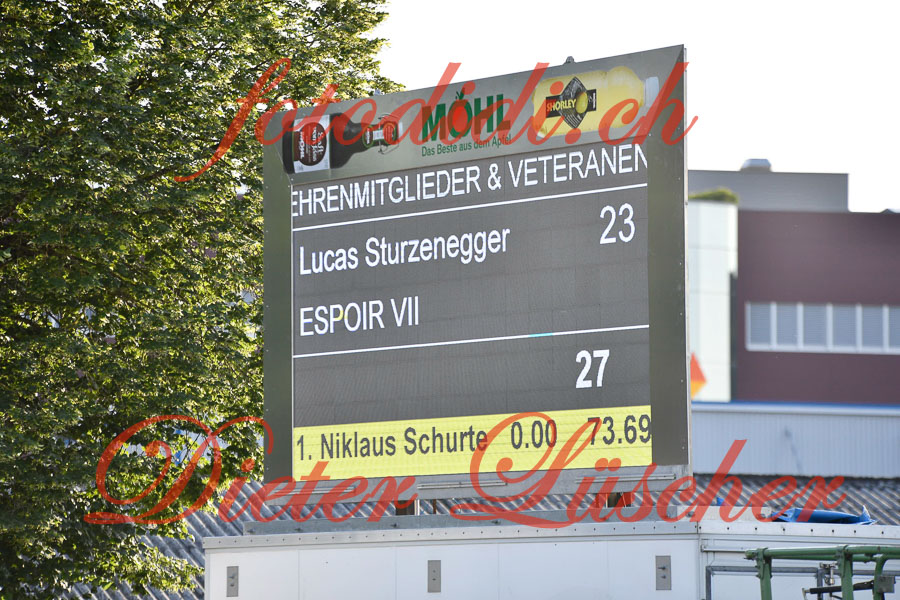 fotodidi.ch
MÖHL
Das Beste aus dem Apfel
SHORLEY
EHRENMITGLIEDER & VETERANEN
Lucas Sturzenegger 23
ESPOIR VII
27
1. Niklaus Schurte 0.00 73.69
Dieter Lüscher